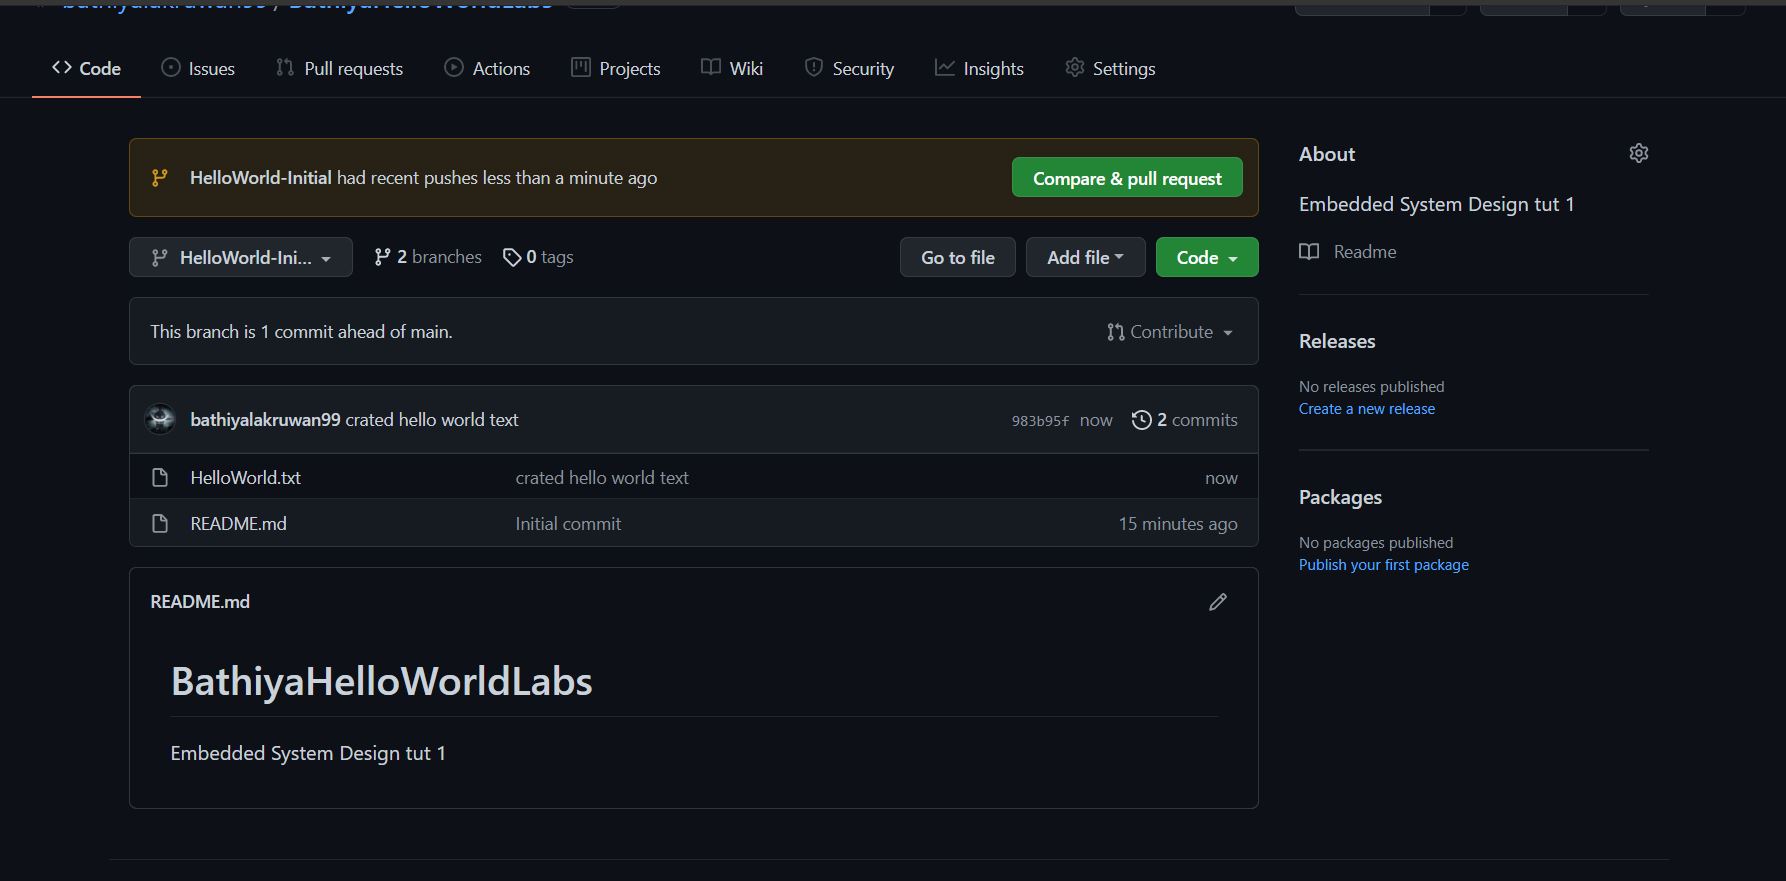 bathiyalakruwan99 / BathiyaHelloWorldLabs
Code Issues Pull requests Actions Projects Wiki Security Insights Settings
HelloWorld-Initial had recent pushes less than a minute ago
Compare & pull request
HelloWorld-Ini... 2 branches 0 tags
Go to file Add file Code
This branch is 1 commit ahead of main.
Contribute
bathiyalakruwan99 crated hello world text 983b95f now 2 commits
HelloWorld.txt crated hello world text now
README.md Initial commit 15 minutes ago
README.md
BathiyaHelloWorldLabs
Embedded System Design tut 1
About
Embedded System Design tut 1
Readme
Releases
No releases published
Create a new release
Packages
No packages published
Publish your first package